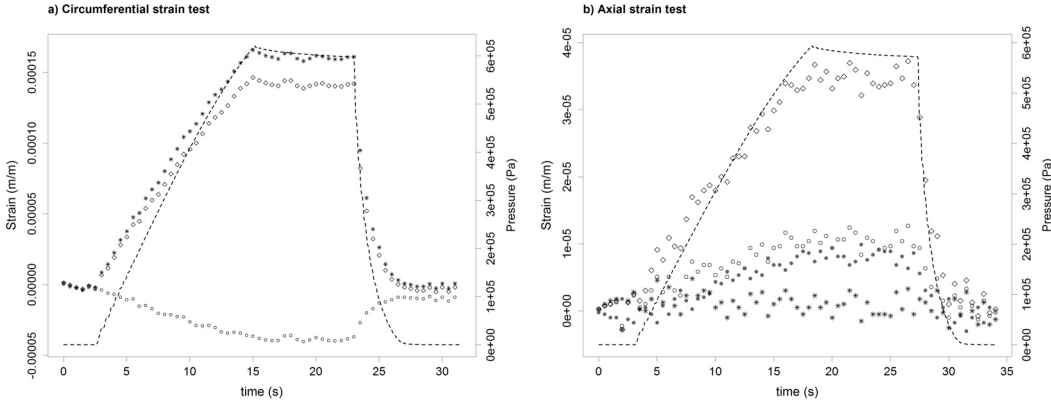 a) Circumferential strain test
b) Axial strain test
Strain (m/m)
0.00015
0.00010
0.00005
0.00000
-0.00005
0 5 10 15 20 25 30
time (s)
6e+05
5e+05
4e+05
3e+05
2e+05
1e+05
0e+00
Pressure (Pa)
Strain (m/m)
4e-05
3e-05
2e-05
1e-05
0e+00
0 5 10 15 20 25 30 35
time (s)
6e+05
5e+05
4e+05
3e+05
2e+05
1e+05
0e+00
Pressure (Pa)